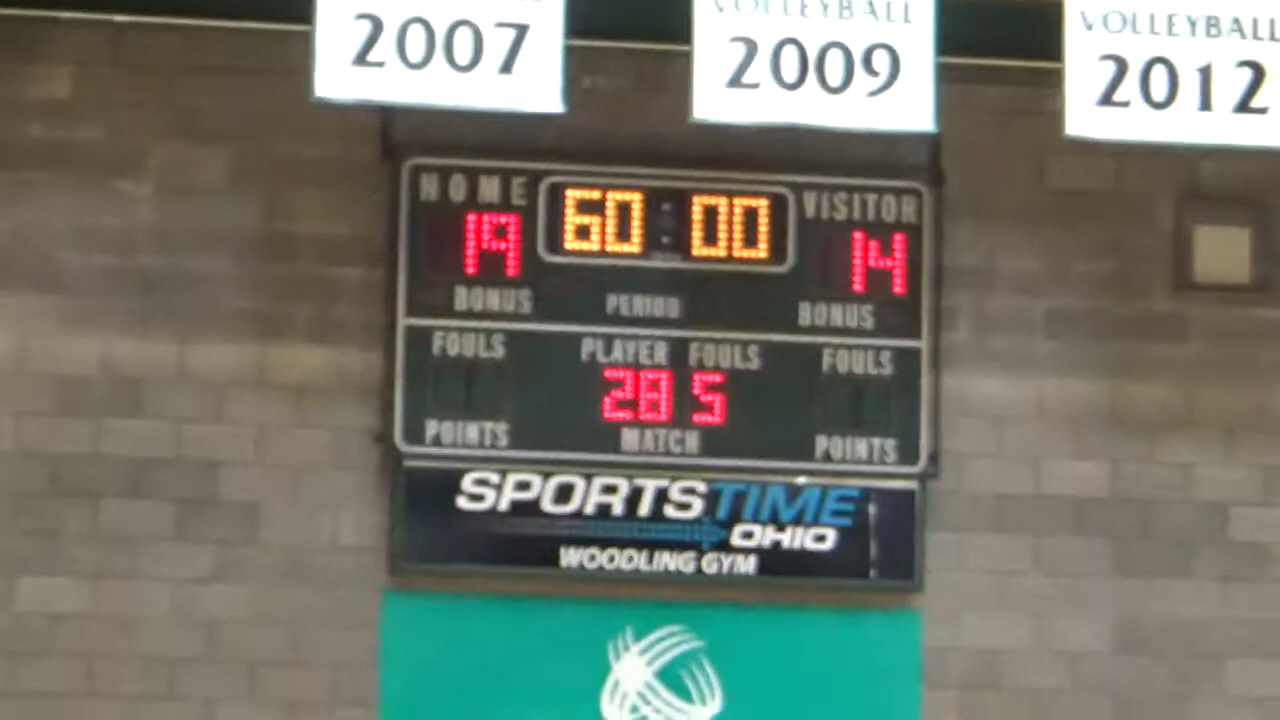 2007
VOLLEYBALL
2009
VOLLEYBALL
2012
HOME
60:00
VISITOR
19
14
BONUS
PERIOD
BONUS
FOULS
PLAYER FOULS
FOULS
28 5
POINTS
MATCH
POINTS
SPORTSTIME
OHIO
WOODLING GYM